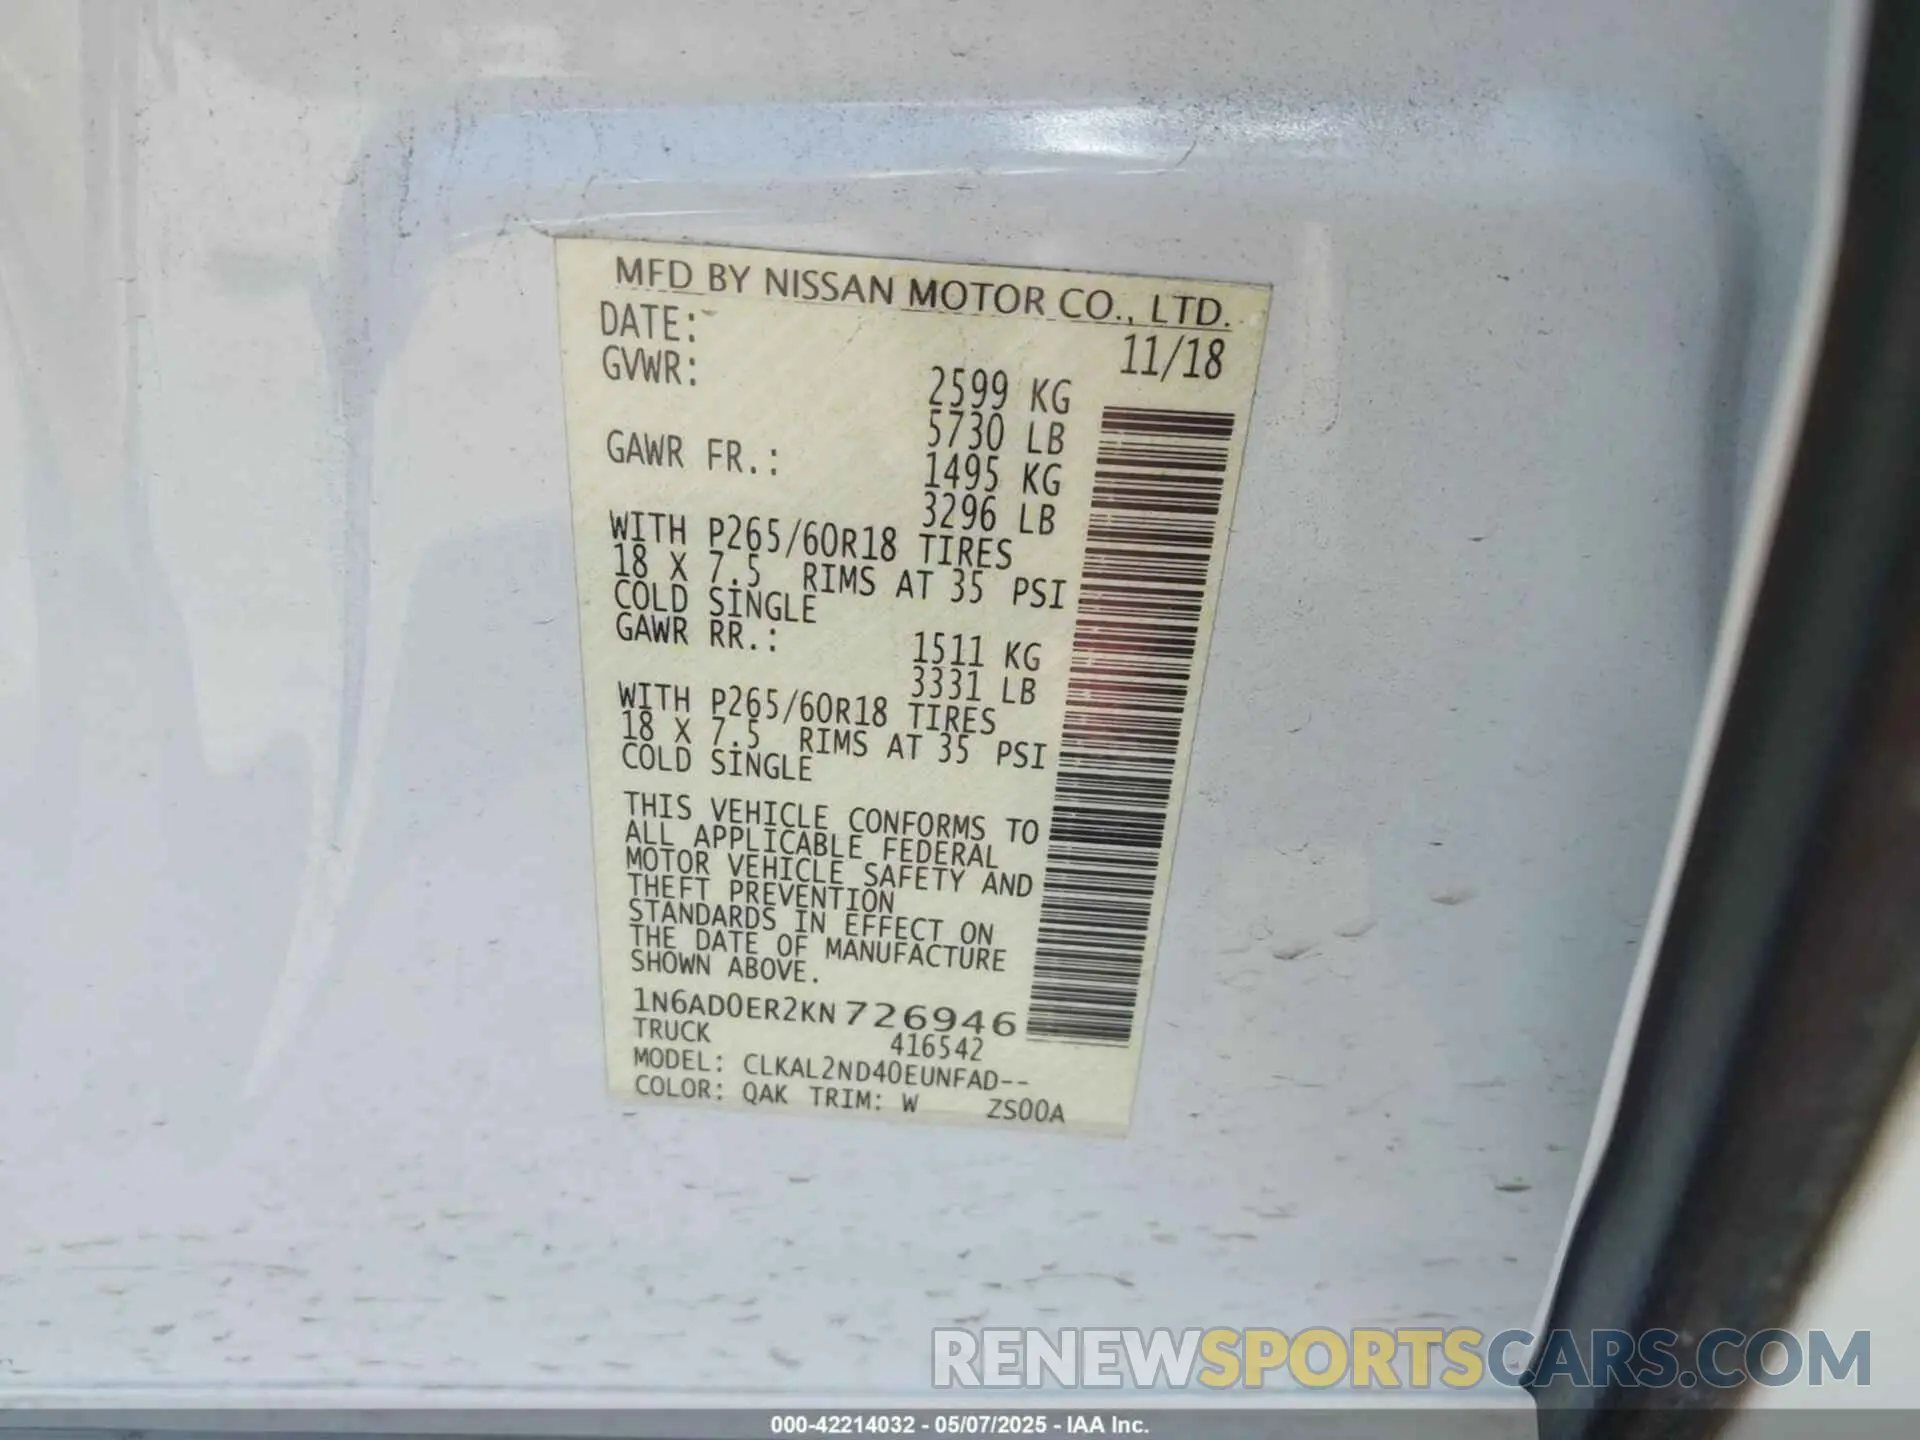 MFD BY NISSAN MOTOR CO., LTD.
DATE: 11/18
GVWR: 2599 KG
5730 LB
GAWR FR.: 1495 KG
3296 LB
WITH P265/60R18 TIRES
18 X 7.5 RIMS AT 35 PSI
COLD SINGLE
GAWR RR.: 1511 KG
3331 LB
WITH P265/60R18 TIRES
18 X 7.5 RIMS AT 35 PSI
COLD SINGLE
THIS VEHICLE CONFORMS TO
ALL APPLICABLE FEDERAL
MOTOR VEHICLE SAFETY AND
THEFT PREVENTION
STANDARDS IN EFFECT ON
THE DATE OF MANUFACTURE
SHOWN ABOVE.
1N6AD0ER2KN726946
TRUCK 416542
MODEL: CLKAL2ND40EUNFAD--
COLOR: QAK TRIM: W ZS00A
RENEWSPORTSCARS.COM
000-42214032 - 05/07/2025 - IAA Inc.